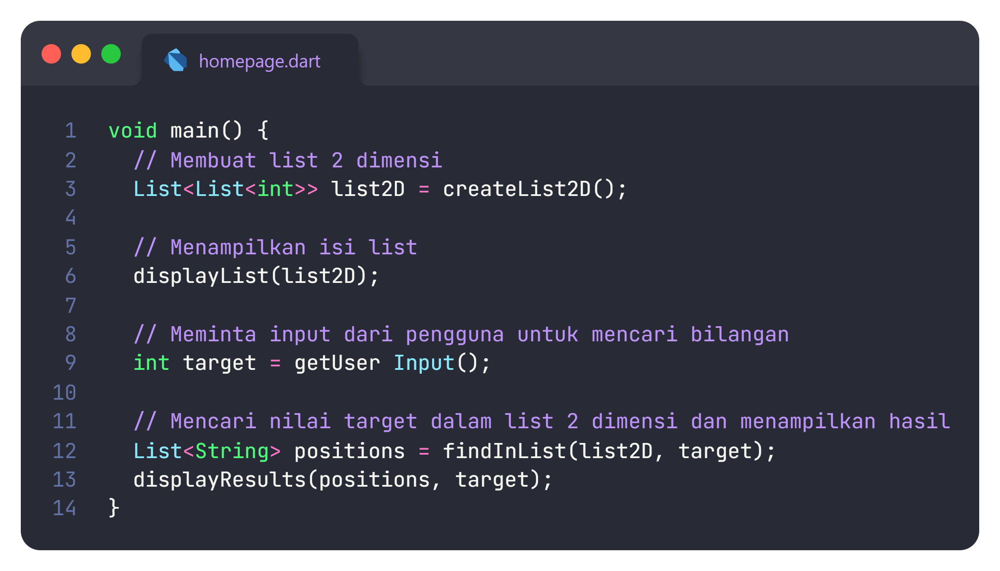 homepage.dart
1 void main() {
2 // Membuat list 2 dimensi
3 List<List<int>> list2D = createList2D();
4
5 // Menampilkan isi list
6 displayList(list2D);
7
8 // Meminta input dari pengguna untuk mencari bilangan
9 int target = getUser Input();
10
11 // Mencari nilai target dalam list 2 dimensi dan menampilkan hasil
12 List<String> positions = findInList(list2D, target);
13 displayResults(positions, target);
14 }